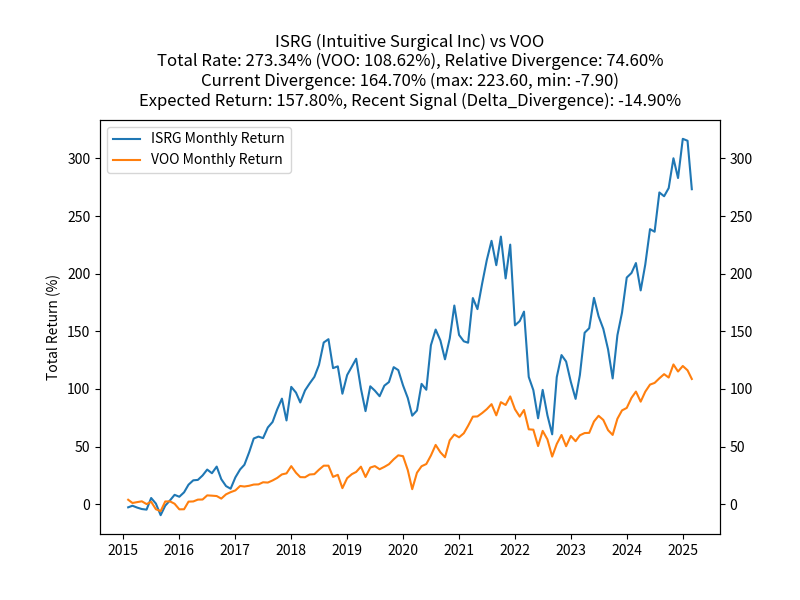 ISRG (Intuitive Surgical Inc) vs VOO
Total Rate: 273.34% (VOO: 108.62%), Relative Divergence: 74.60%
Current Divergence: 164.70% (max: 223.60, min: -7.90)
Expected Return: 157.80%, Recent Signal (Delta_Divergence): -14.90%
ISRG Monthly Return
VOO Monthly Return
Total Return (%)
300
250
200
150
100
50
0
300
250
200
150
100
50
0
2015 2016 2017 2018 2019 2020 2021 2022 2023 2024 2025